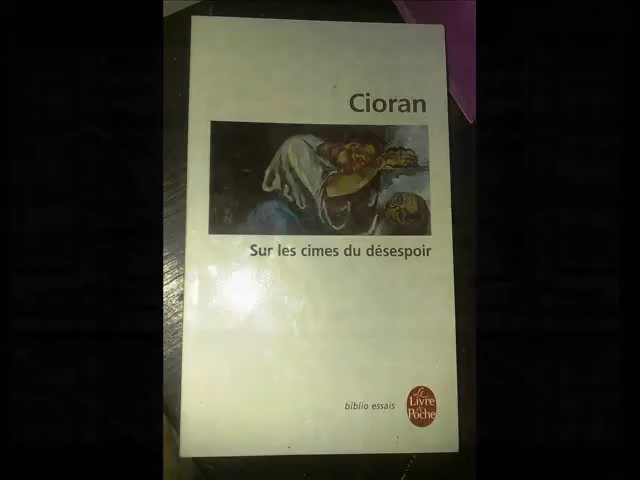 Cioran
Sur les cimes du désespoir
biblio essais
Le
Livre
de
Poche